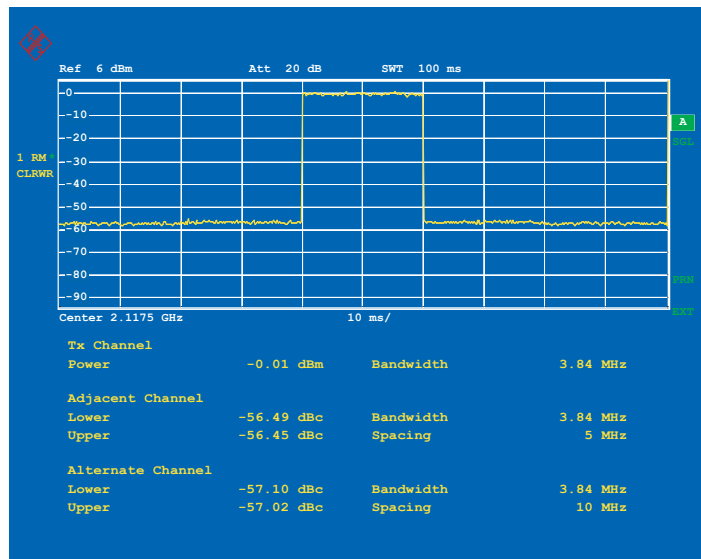 Ref 6 dBm Att 20 dB SWT 100 ms
0
-10
A
-20
SGL
1 RM *
-30
CLRWR
-40
-50
-60
-70
-80
PRN
-90
EXT
Center 2.1175 GHz 10 ms/
Tx Channel
Power -0.01 dBm Bandwidth 3.84 MHz
Adjacent Channel
Lower -56.49 dBc Bandwidth 3.84 MHz
Upper -56.45 dBc Spacing 5 MHz
Alternate Channel
Lower -57.10 dBc Bandwidth 3.84 MHz
Upper -57.02 dBc Spacing 10 MHz